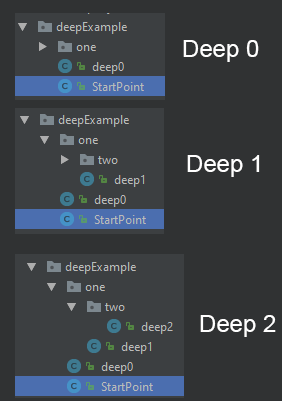 deepExample
one
deep0
StartPoint
Deep 0
deepExample
one
two
deep1
deep0
StartPoint
Deep 1
deepExample
one
two
deep2
deep1
deep0
StartPoint
Deep 2